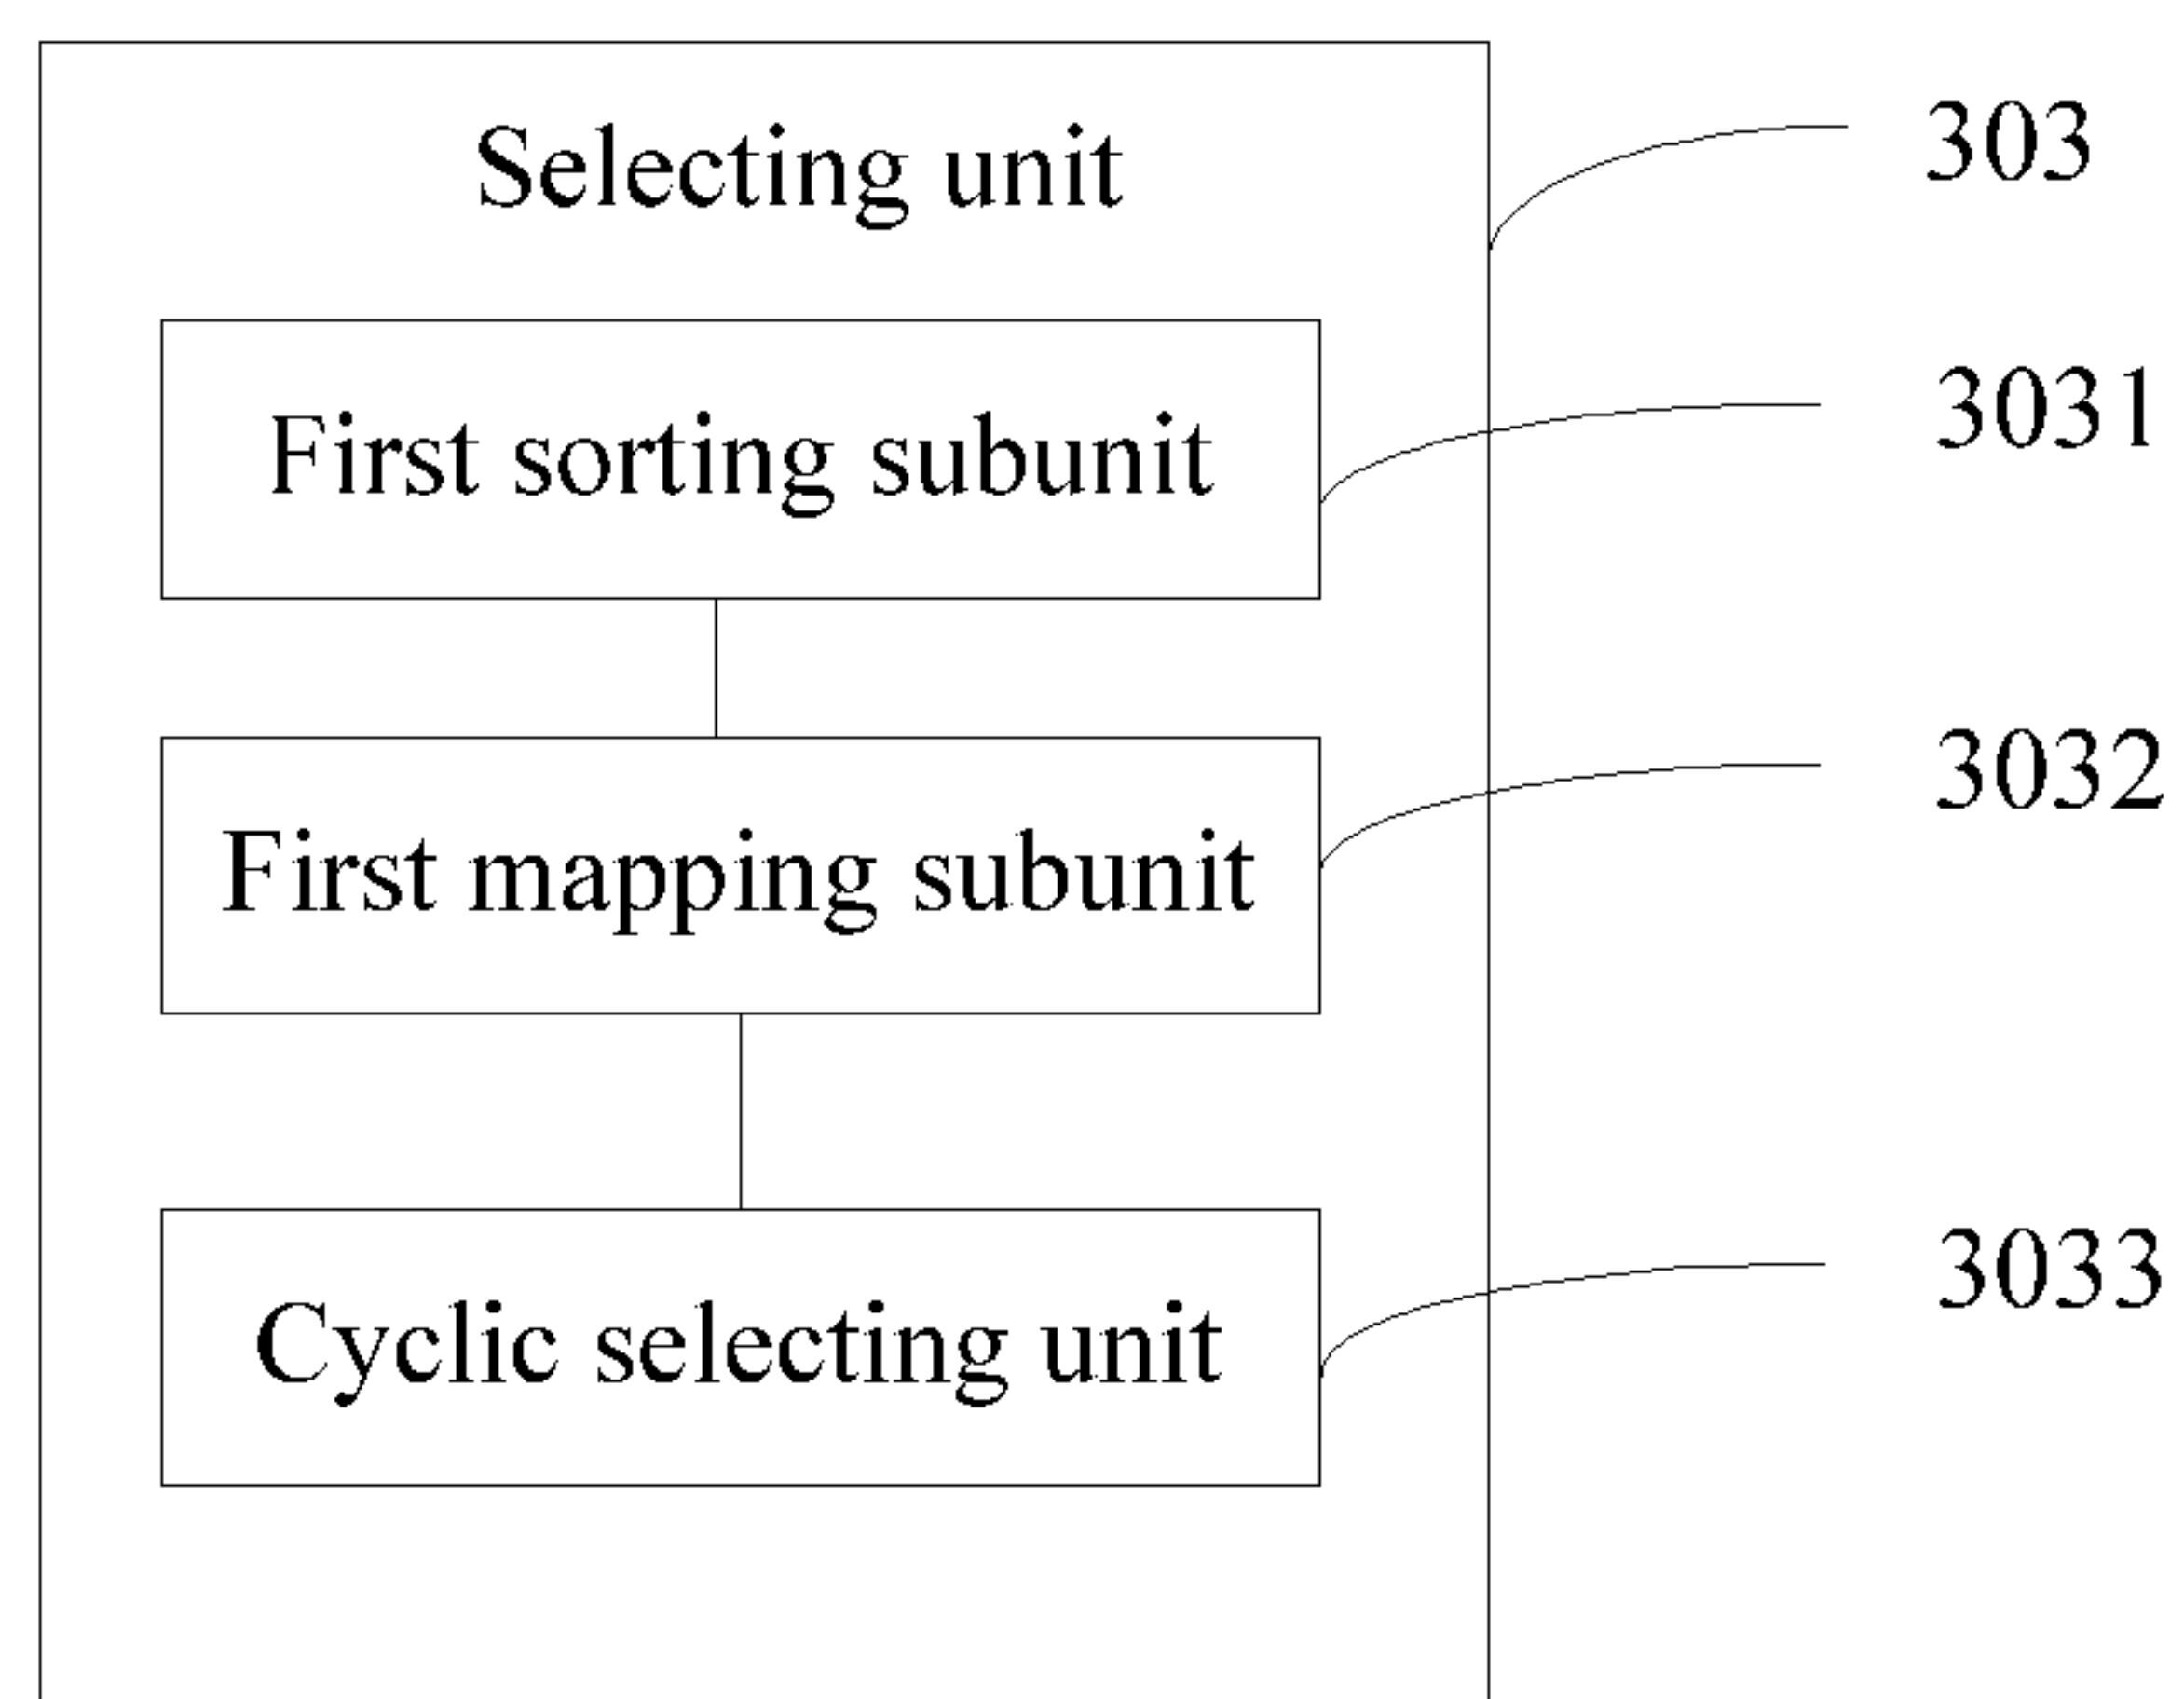 Selecting unit
303
First sorting subunit
3031
First mapping subunit
3032
Cyclic selecting unit
3033